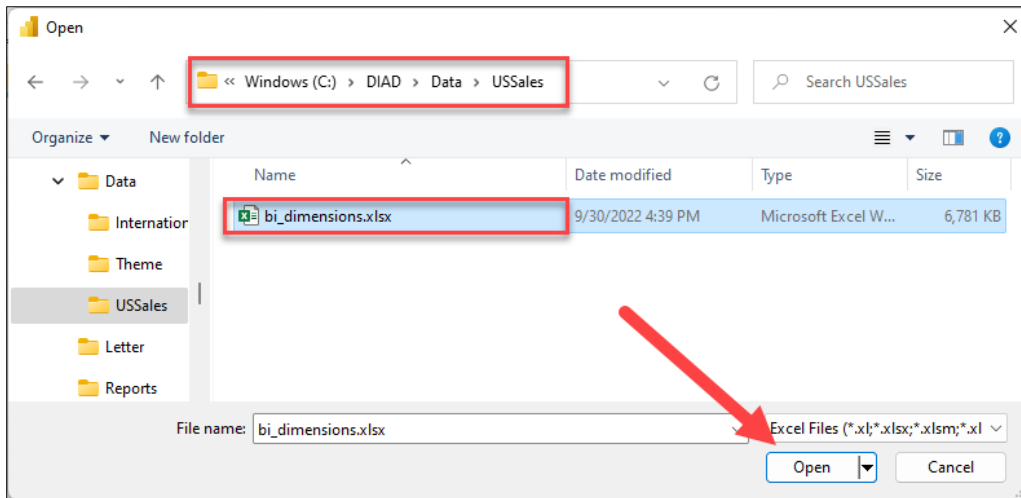 Open
« Windows (C:) > DIAD > Data > USSales
Search USSales
Organize New folder
Name Date modified Type Size
Data
bi_dimensions.xlsx 9/30/2022 4:39 PM Microsoft Excel W... 6,781 KB
Internation
Theme
USSales
Letter
Reports
File name: bi_dimensions.xlsx
Excel Files (*.xl;*.xlsx;*.xlsm;*.xl
Open Cancel